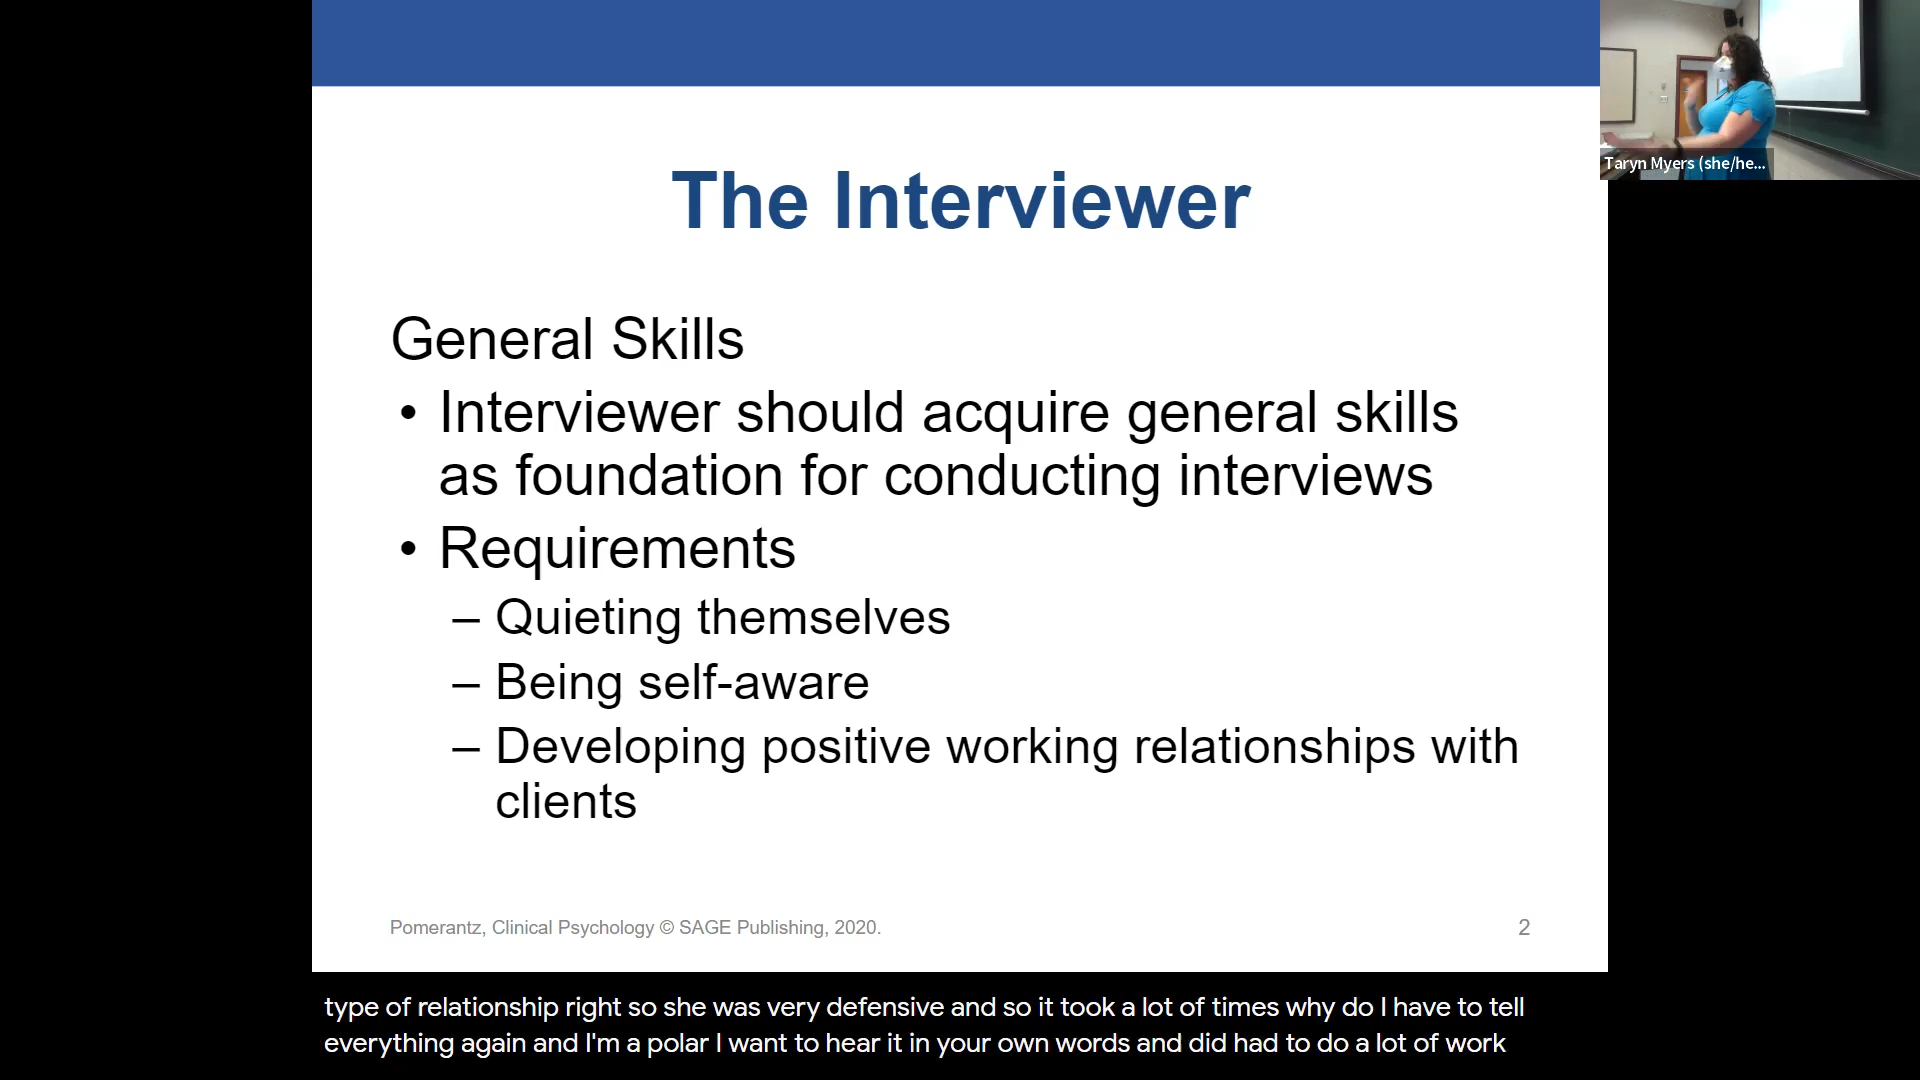 The Interviewer
General Skills
• Interviewer should acquire general skills
as foundation for conducting interviews
• Requirements
– Quieting themselves
– Being self-aware
– Developing positive working relationships with
clients
Pomerantz, Clinical Psychology © SAGE Publishing, 2020.
2
Taryn Myers (she/he...
type of relationship right so she was very defensive and so it took a lot of times why do I have to tell
everything again and I'm a polar I want to hear it in your own words and did had to do a lot of work